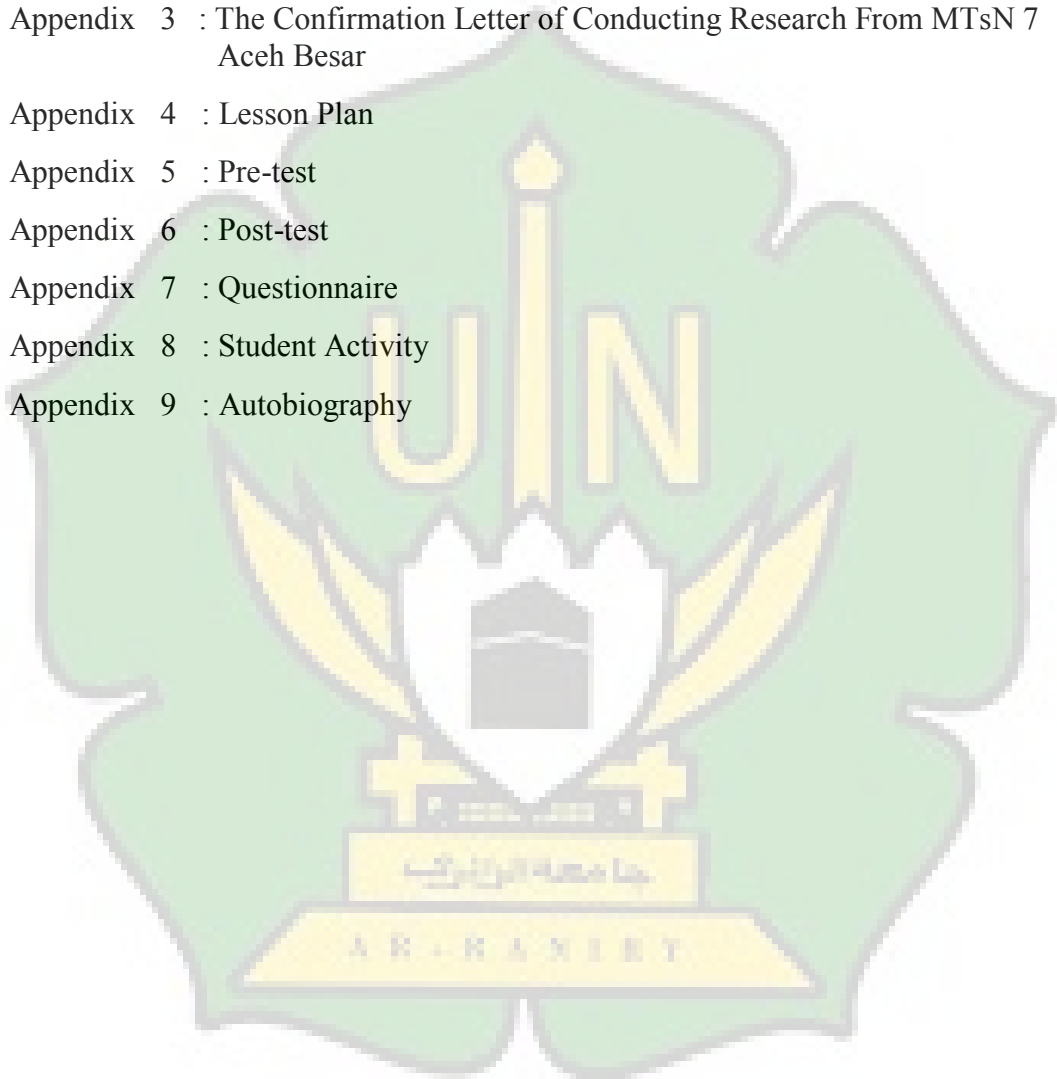 Appendix 3 : The Confirmation Letter of Conducting Research From MTsN 7
Aceh Besar
Appendix 4 : Lesson Plan
Appendix 5 : Pre-test
Appendix 6 : Post-test
Appendix 7 : Questionnaire
Appendix 8 : Student Activity
Appendix 9 : Autobiography
UIN
جامعة الرانيري
AR-RANIRY